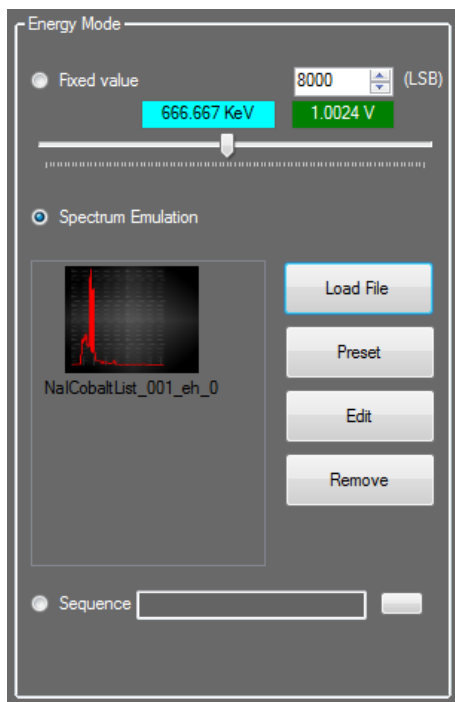 Energy Mode
Fixed value 8000 (LSB)
666.667 KeV 1.0024 V
Spectrum Emulation
Load File
Preset
NaICobaltList_001_eh_0
Edit
Remove
Sequence